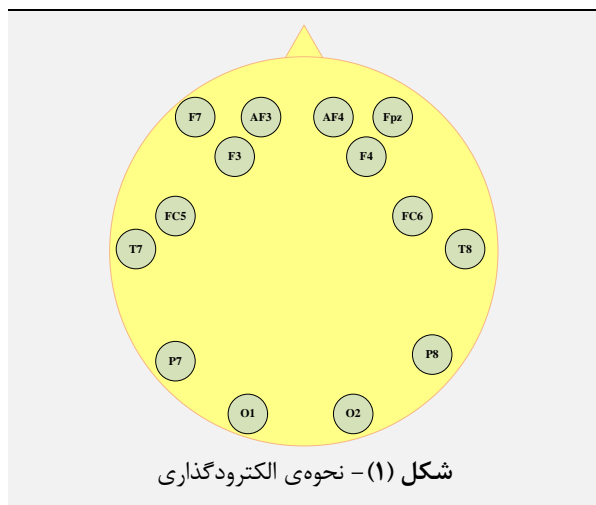 F7 AF3 AF4 Fpz
F3 F4
FC5 FC6
T7 T8
P7 P8
O1 O2
شکل (۱)- نحوه‌ی الکترودگذاری